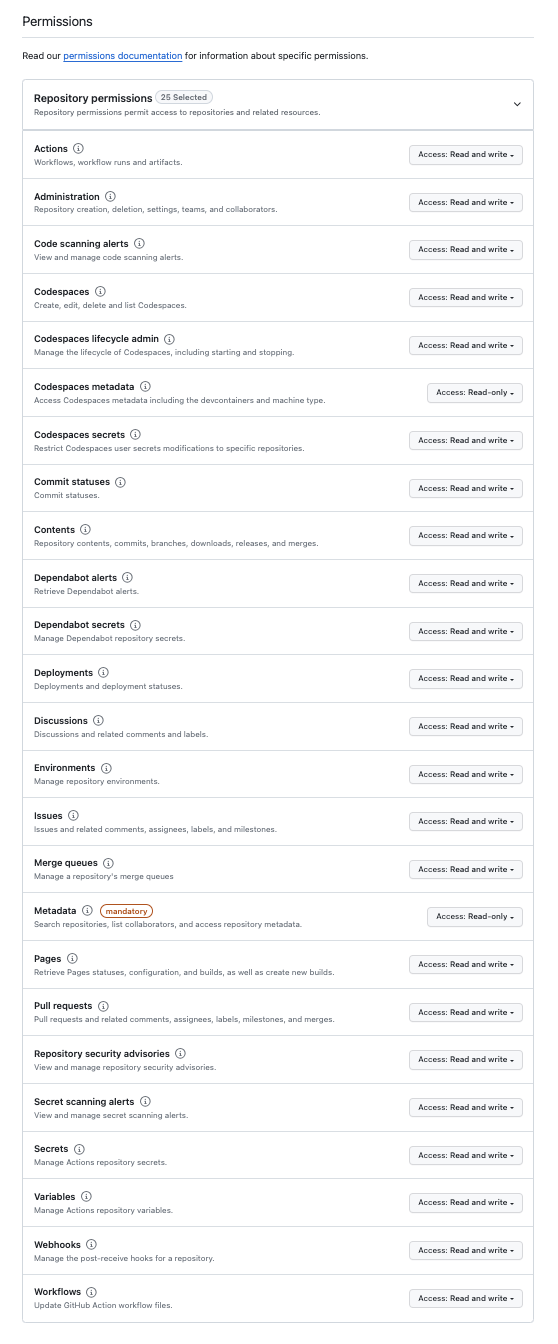 Permissions
Read our permissions documentation for information about specific permissions.
Repository permissions 25 Selected
Repository permissions permit access to repositories and related resources.
Actions
Workflows, workflow runs and artifacts.
Access: Read and write
Administration
Repository creation, deletion, settings, teams, and collaborators.
Access: Read and write
Code scanning alerts
View and manage code scanning alerts.
Access: Read and write
Codespaces
Create, edit, delete and list Codespaces.
Access: Read and write
Codespaces lifecycle admin
Manage the lifecycle of Codespaces, including starting and stopping.
Access: Read and write
Codespaces metadata
Access Codespaces metadata including the devcontainers and machine type.
Access: Read-only
Codespaces secrets
Restrict Codespaces user secrets modifications to specific repositories.
Access: Read and write
Commit statuses
Commit statuses.
Access: Read and write
Contents
Repository contents, commits, branches, downloads, releases, and merges.
Access: Read and write
Dependabot alerts
Retrieve Dependabot alerts.
Access: Read and write
Dependabot secrets
Manage Dependabot repository secrets.
Access: Read and write
Deployments
Deployments and deployment statuses.
Access: Read and write
Discussions
Discussions and related comments and labels.
Access: Read and write
Environments
Manage repository environments.
Access: Read and write
Issues
Issues and related comments, assignees, labels, and milestones.
Access: Read and write
Merge queues
Manage a repository's merge queues
Access: Read and write
Metadata mandatory
Search repositories, list collaborators, and access repository metadata.
Access: Read-only
Pages
Retrieve Pages statuses, configuration, and builds, as well as create new builds.
Access: Read and write
Pull requests
Pull requests and related comments, assignees, labels, milestones, and merges.
Access: Read and write
Repository security advisories
View and manage repository security advisories.
Access: Read and write
Secret scanning alerts
View and manage secret scanning alerts.
Access: Read and write
Secrets
Manage Actions repository secrets.
Access: Read and write
Variables
Manage Actions repository variables.
Access: Read and write
Webhooks
Manage the post-receive hooks for a repository.
Access: Read and write
Workflows
Update GitHub Action workflow files.
Access: Read and write